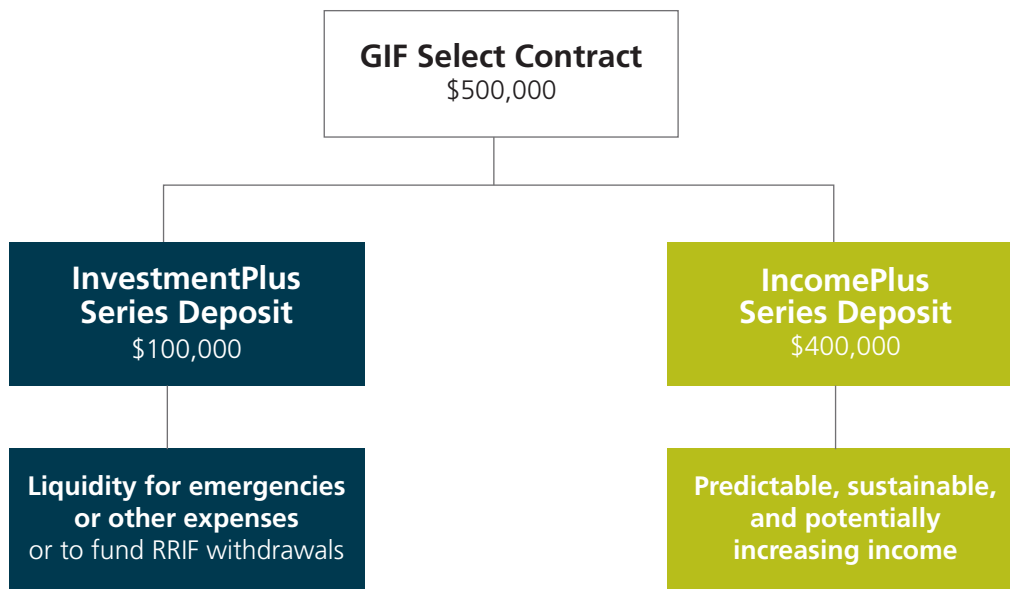 GIF Select Contract
$500,000
InvestmentPlus
Series Deposit
$100,000
IncomePlus
Series Deposit
$400,000
Liquidity for emergencies
or other expenses
or to fund RRIF withdrawals
Predictable, sustainable,
and potentially
increasing income